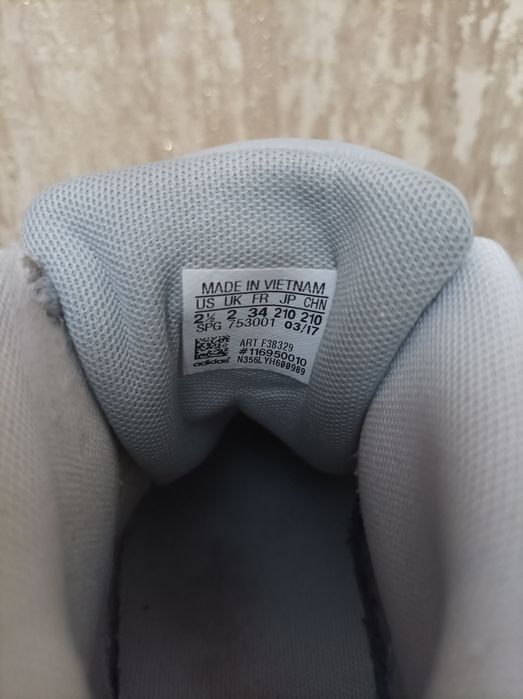 MADE IN VIETNAM
US UK FR JP CHN
2½ 2 34 210 210
SPG 753001 03/17
ART F38329
#116950010
adidas N356LYH600989